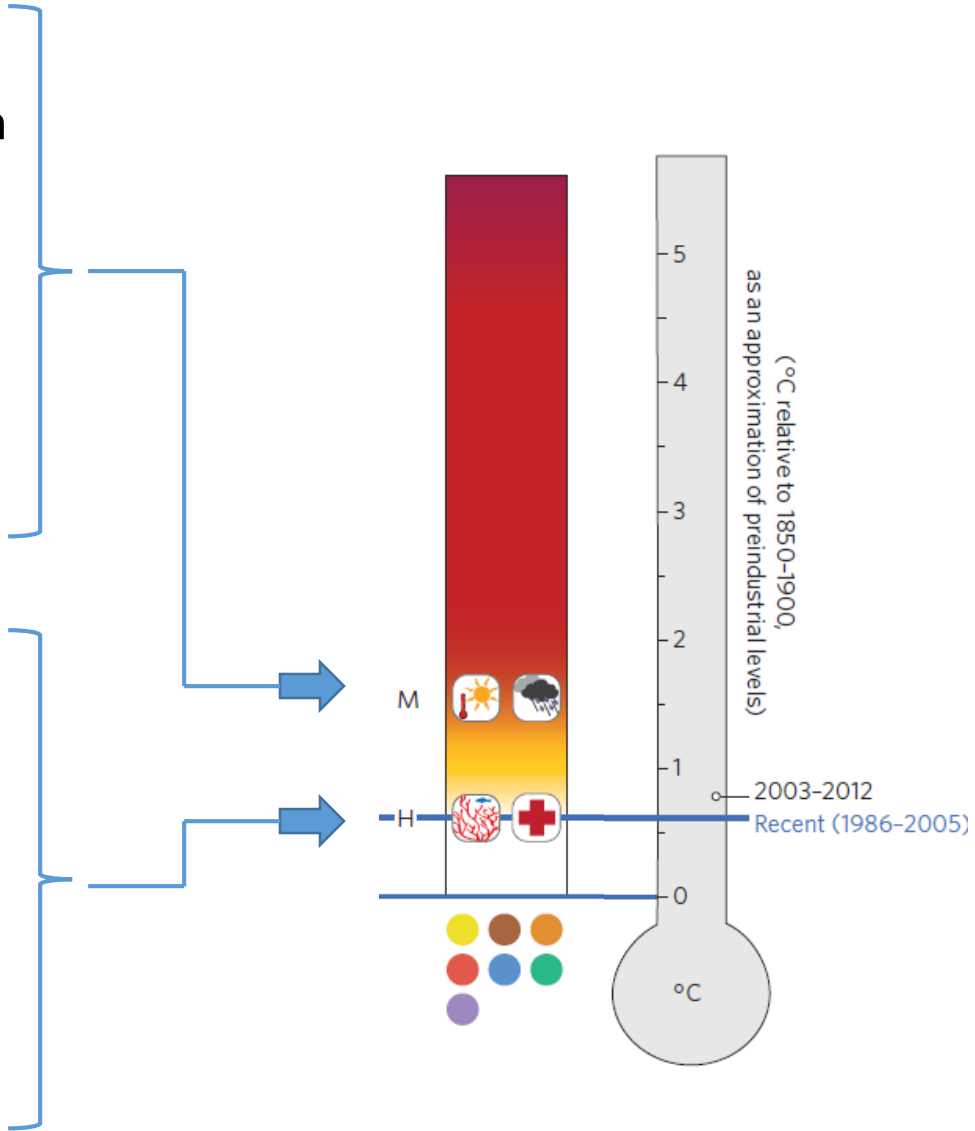 n
5
4
3
2
1
0
M
H
(°C relative to 1850–1900,
as an approximation of preindustrial levels)
2003–2012
Recent (1986–2005)
°C